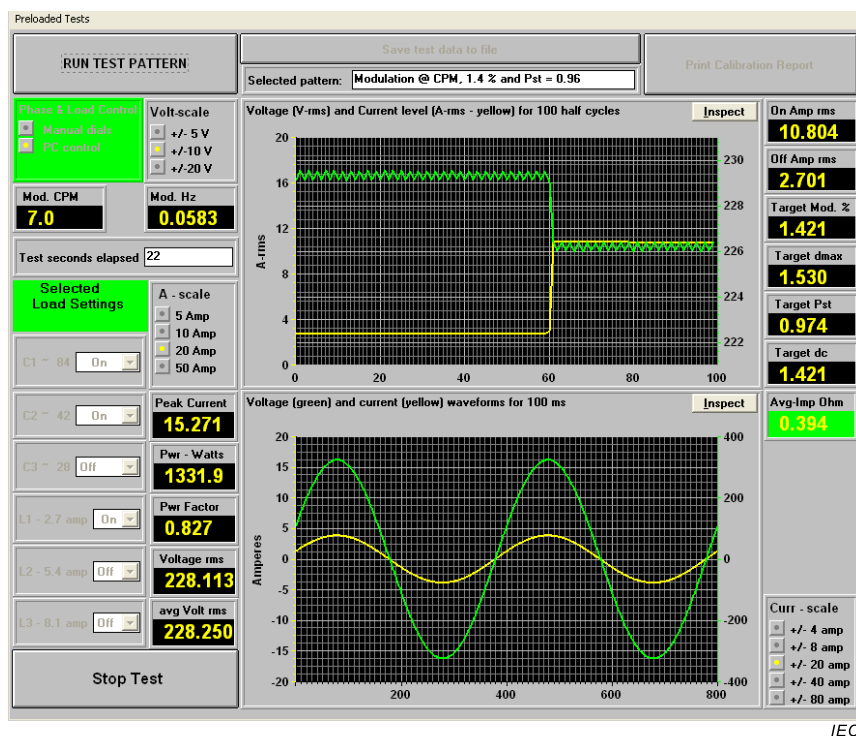 Preloaded Tests
RUN TEST PATTERN
Save test data to file
Print Calibration Report
Selected pattern: Modulation @ CPM, 1.4 % and Pst = 0.96
Phase & Load Control
Manual dials
PC control
Volt-scale
+/- 5 V
+/-10 V
+/-20 V
Mod. CPM
7.0
Mod. Hz
0.0583
Test seconds elapsed 22
Selected
Load Settings
A - scale
5 Amp
10 Amp
20 Amp
50 Amp
C1 ~ 84 On
C2 ~ 42 On
C3 ~ 28 Off
L1 - 2.7 amp On
L2 - 5.4 amp Off
L3 - 8.1 amp Off
Peak Current
15.271
Pwr - Watts
1331.9
Pwr Factor
0.827
Voltage rms
228.113
avg Volt rms
228.250
Stop Test
Voltage (V-rms) and Current level (A-rms - yellow) for 100 half cycles
Inspect
A-rms
20
16
12
8
4
0
230
228
226
224
222
0 20 40 60 80 100
Voltage (green) and current (yellow) waveforms for 100 ms
Inspect
Amperes
20
15
10
5
0
-5
-10
-15
-20
400
200
0
-200
-400
200 400 600 800
On Amp rms
10.804
Off Amp rms
2.701
Target Mod. %
1.421
Target dmax
1.530
Target Pst
0.974
Target dc
1.421
Avg-Imp Ohm
0.394
Curr - scale
+/- 4 amp
+/- 8 amp
+/- 20 amp
+/- 40 amp
+/- 80 amp
IEC